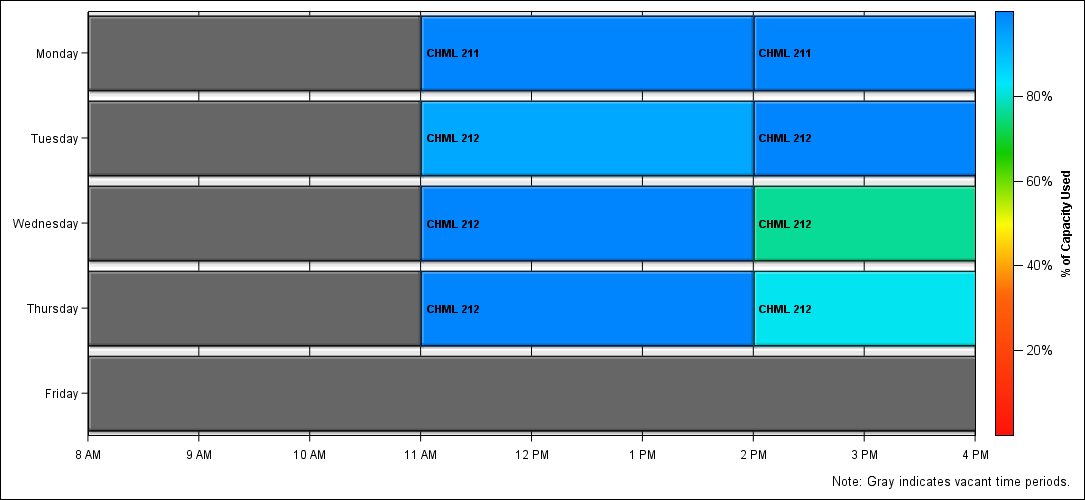 Monday
CHML 211
CHML 211
Tuesday
CHML 212
CHML 212
Wednesday
CHML 212
CHML 212
Thursday
CHML 212
CHML 212
Friday
8 AM
9 AM
10 AM
11 AM
12 PM
1 PM
2 PM
3 PM
4 PM
80%
60%
40%
20%
% of Capacity Used
Note: Gray indicates vacant time periods.